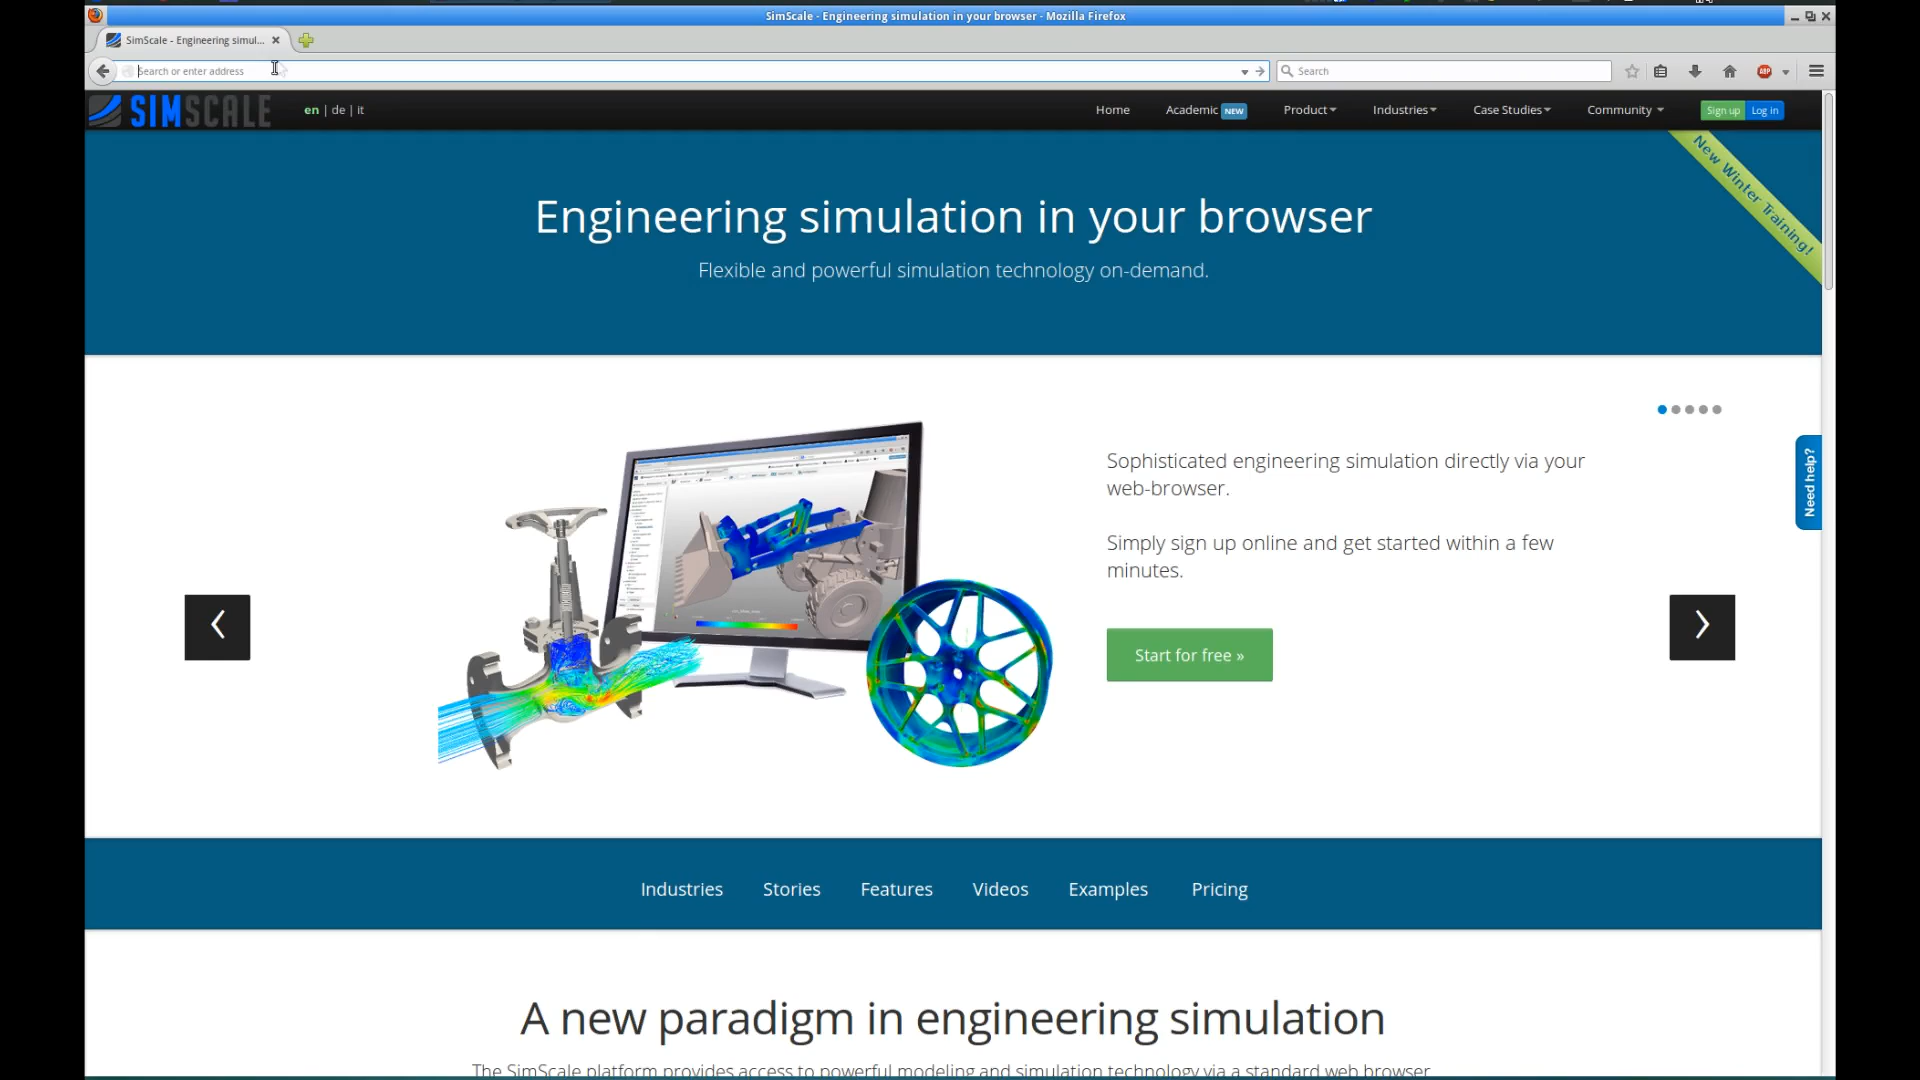 SimScale - Engineering simulation in your browser - Mozilla Firefox
SimScale - Engineering simul...
Search or enter address
Search
ABP
SIMSCALE
en | de | it
Home
Academic NEW
Product
Industries
Case Studies
Community
Sign up
Log in
New Winter Training!
Engineering simulation in your browser
Flexible and powerful simulation technology on-demand.
Sophisticated engineering simulation directly via your
web-browser.
Simply sign up online and get started within a few
minutes.
Need help?
Start for free »
Industries
Stories
Features
Videos
Examples
Pricing
A new paradigm in engineering simulation
The SimScale platform provides access to powerful modeling and simulation technology via a standard web browser